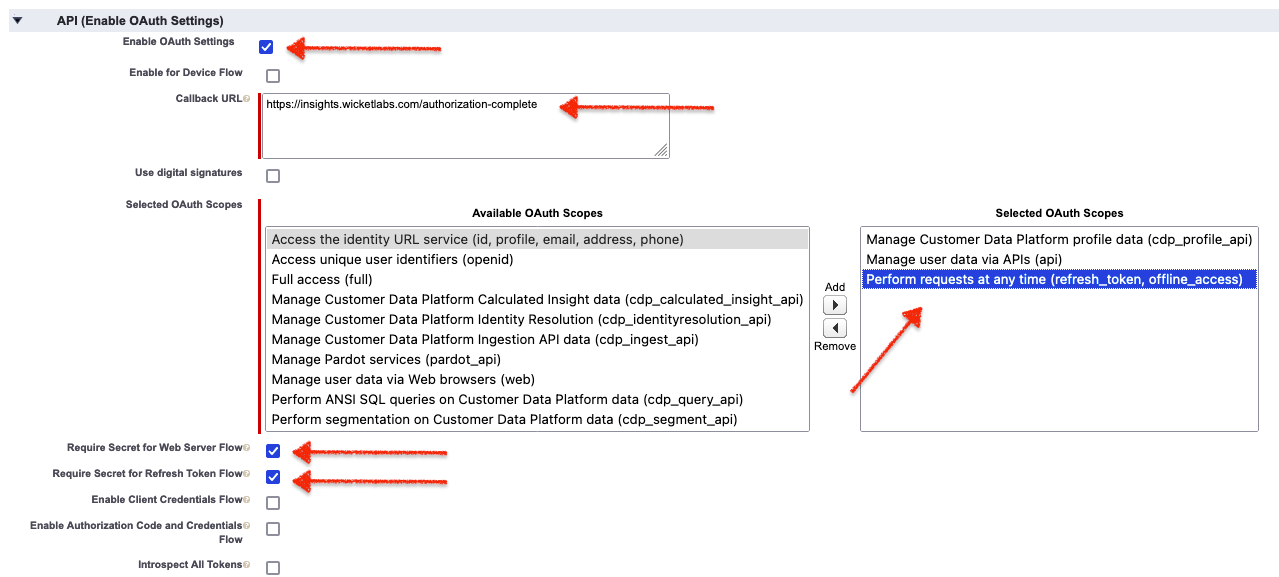 API (Enable OAuth Settings)
Enable OAuth Settings
Enable for Device Flow
Callback URL
https://insights.wicketlabs.com/authorization-complete
Use digital signatures
Selected OAuth Scopes
Available OAuth Scopes
Access the identity URL service (id, profile, email, address, phone)
Access unique user identifiers (openid)
Full access (full)
Manage Customer Data Platform Calculated Insight data (cdp_calculated_insight_api)
Manage Customer Data Platform Identity Resolution (cdp_identityresolution_api)
Manage Customer Data Platform Ingestion API data (cdp_ingest_api)
Manage Pardot services (pardot_api)
Manage user data via Web browsers (web)
Perform ANSI SQL queries on Customer Data Platform data (cdp_query_api)
Perform segmentation on Customer Data Platform data (cdp_segment_api)
Add
Remove
Selected OAuth Scopes
Manage Customer Data Platform profile data (cdp_profile_api)
Manage user data via APIs (api)
Perform requests at any time (refresh_token, offline_access)
Require Secret for Web Server Flow
Require Secret for Refresh Token Flow
Enable Client Credentials Flow
Enable Authorization Code and Credentials
Flow
Introspect All Tokens